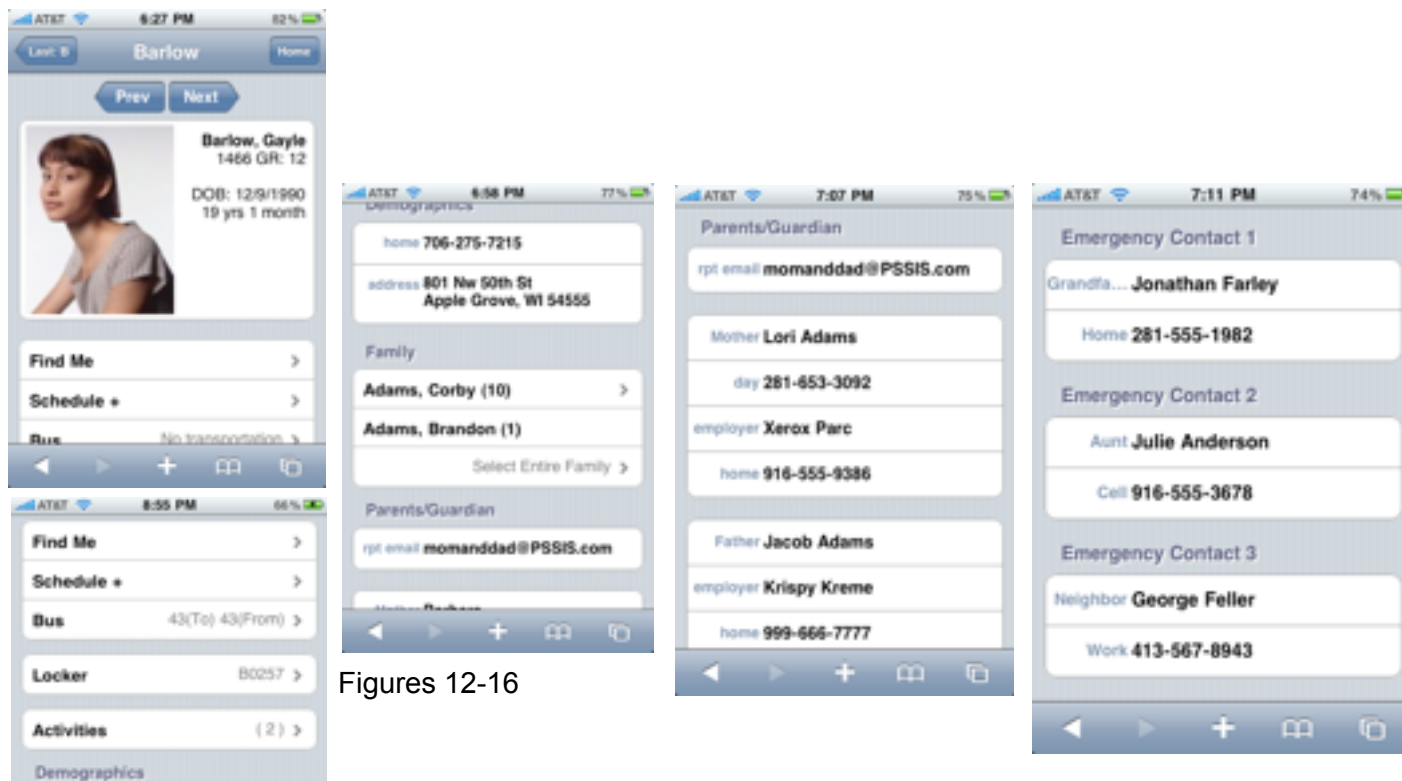 AT&T 6:27 PM 82%
Last: B Barlow Home
Prev Next
Barlow, Gayle
1466 GR: 12
DOB: 12/9/1990
19 yrs 1 month
Find Me
Schedule +
Bus No transportation
AT&T 8:55 PM 66%
Find Me
Schedule +
Bus 43(To) 43(From)
Locker B0257
Activities (2)
Demographics
AT&T 6:58 PM 77%
Demographics
home 706-275-7215
address 801 Nw 50th St
Apple Grove, WI 54555
Family
Adams, Corby (10)
Adams, Brandon (1)
Select Entire Family
Parents/Guardian
rpt email momanddad@PSSIS.com
Mother Barbara
Figures 12-16
AT&T 7:07 PM 75%
Parents/Guardian
rpt email momanddad@PSSIS.com
Mother Lori Adams
day 281-653-3092
employer Xerox Parc
home 916-555-9386
Father Jacob Adams
employer Krispy Kreme
home 999-666-7777
AT&T 7:11 PM 74%
Emergency Contact 1
Grandfa... Jonathan Farley
Home 281-555-1982
Emergency Contact 2
Aunt Julie Anderson
Cell 916-555-3678
Emergency Contact 3
Neighbor George Feller
Work 413-567-8943